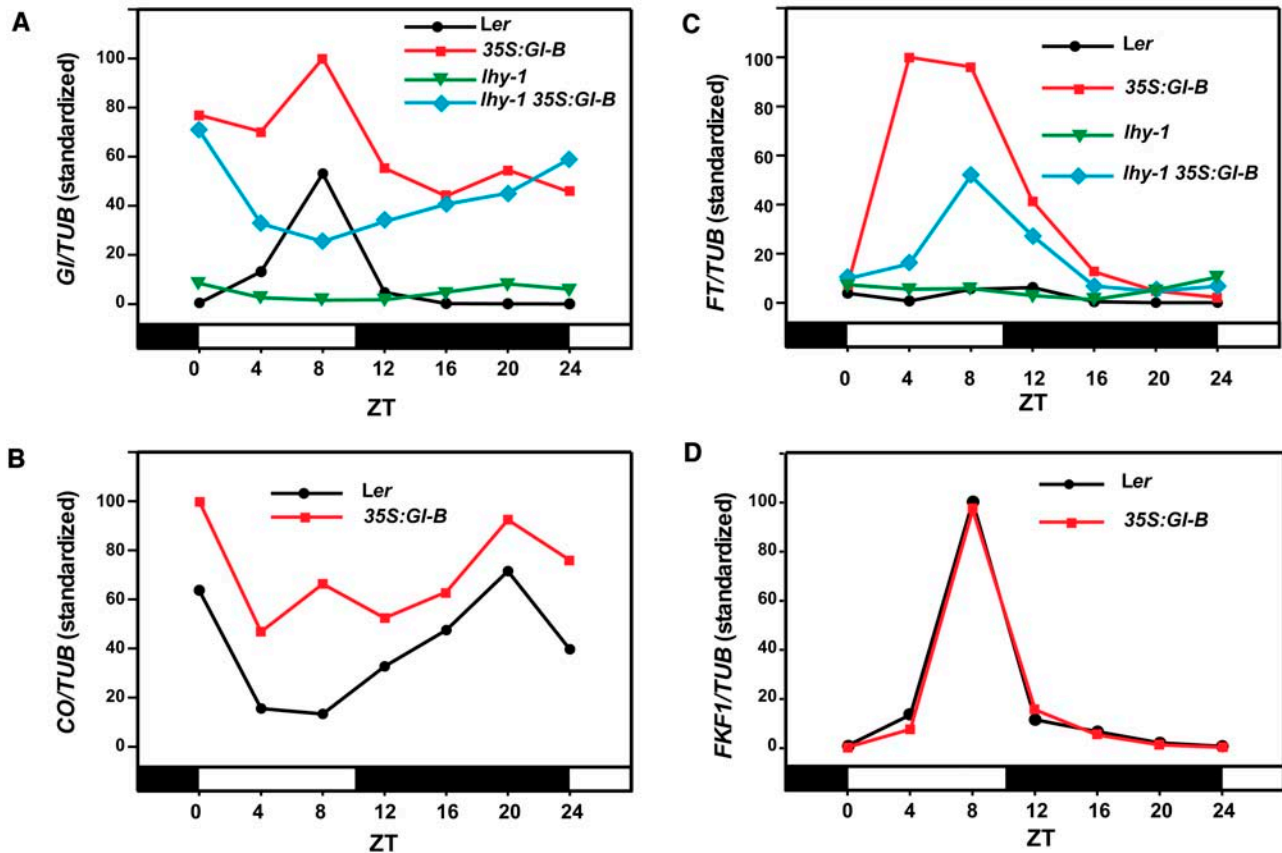 A
GI/TUB (standardized)
100
80
60
40
20
0
Ler
35S:GI-B
lhy-1
lhy-1 35S:GI-B
0 4 8 12 16 20 24
ZT
C
FT/TUB (standardized)
100
80
60
40
20
0
Ler
35S:GI-B
lhy-1
lhy-1 35S:GI-B
0 4 8 12 16 20 24
ZT
B
CO/TUB (standardized)
100
80
60
40
20
0
Ler
35S:GI-B
0 4 8 12 16 20 24
ZT
D
FKF1/TUB (standardized)
100
80
60
40
20
0
Ler
35S:GI-B
0 4 8 12 16 20 24
ZT